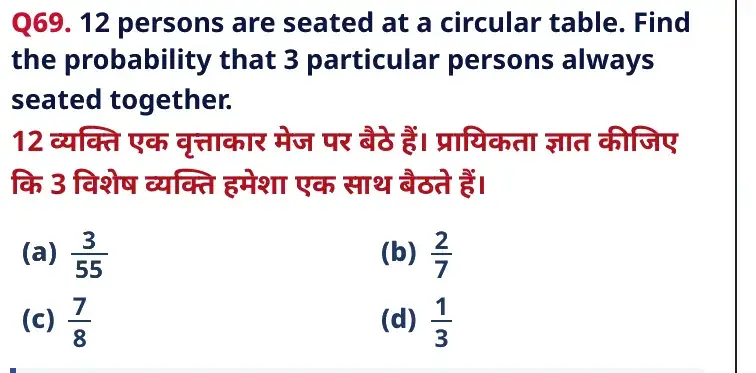 Q69. 12 persons are seated at a circular table. Find
the probability that 3 particular persons always
seated together.
12 व्यक्ति एक वृत्ताकार मेज पर बैठे हैं। प्रायिकता ज्ञात कीजिए
कि 3 विशेष व्यक्ति हमेशा एक साथ बैठते हैं।
(a) 3/55 (b) 2/7
(c) 7/8 (d) 1/3